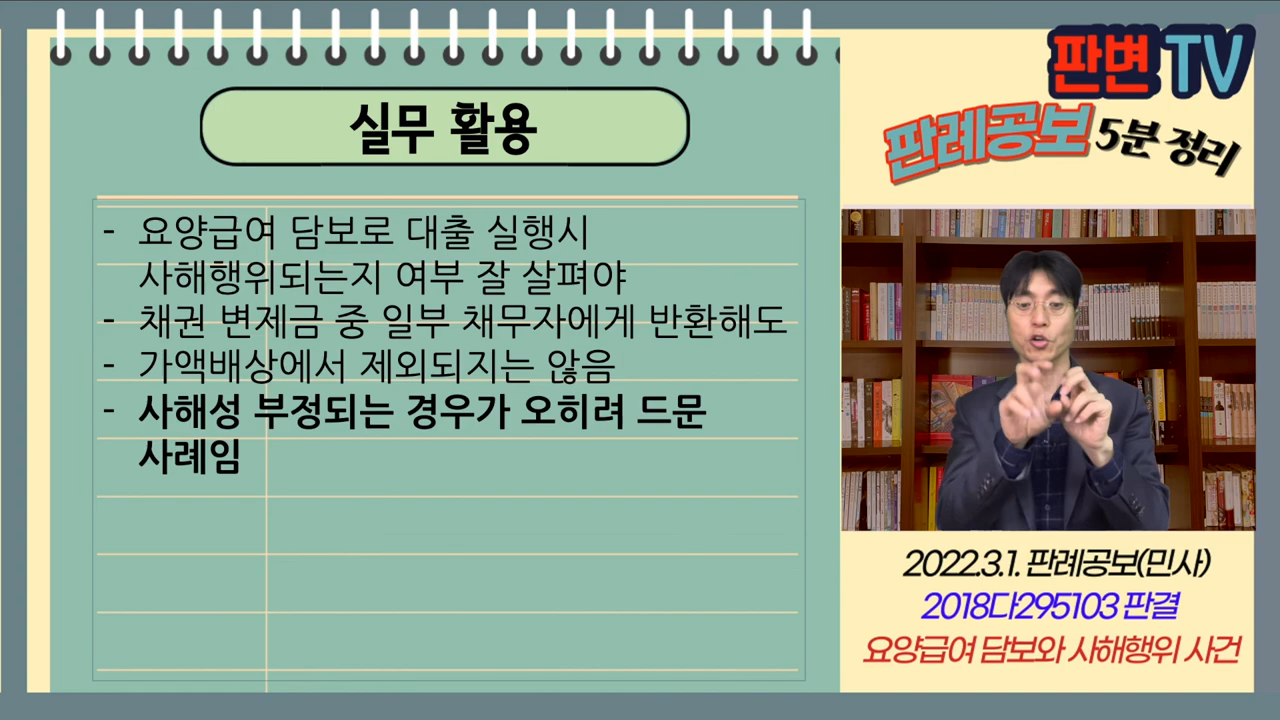 실무 활용
- 요양급여 담보로 대출 실행시
사해행위되는지 여부 잘 살펴야
- 채권 변제금 중 일부 채무자에게 반환해도
- 가액배상에서 제외되지는 않음
- 사해성 부정되는 경우가 오히려 드문
사례임
판변 TV
판례공보 5분 정리
2022.3.1. 판례공보(민사)
2018다295103 판결
요양급여 담보와 사해행위 사건